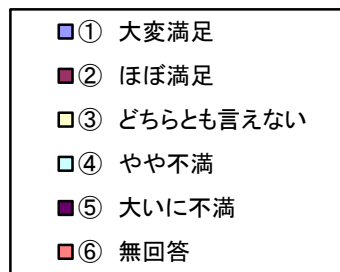 ① 大変満足
② ほぼ満足
③ どちらとも言えない
④ やや不満
⑤ 大いに不満
⑥ 無回答